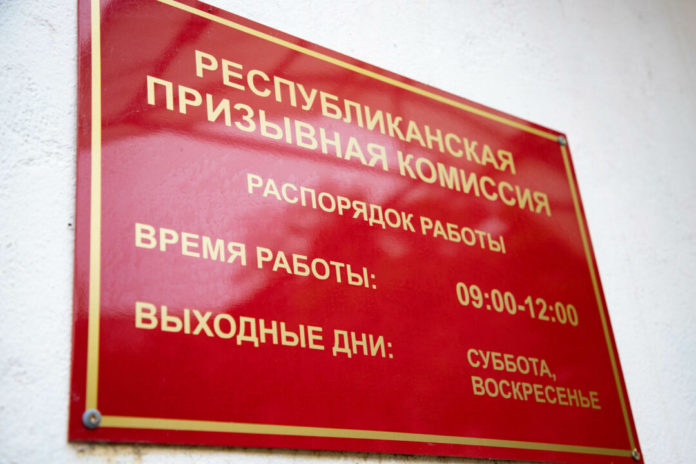 РЕСПУБЛИКАНСКАЯ
ПРИЗЫВНАЯ КОМИССИЯ
РАСПОРЯДОК РАБОТЫ
ВРЕМЯ РАБОТЫ: 09:00-12:00
ВЫХОДНЫЕ ДНИ: СУББОТА,
ВОСКРЕСЕНЬЕ